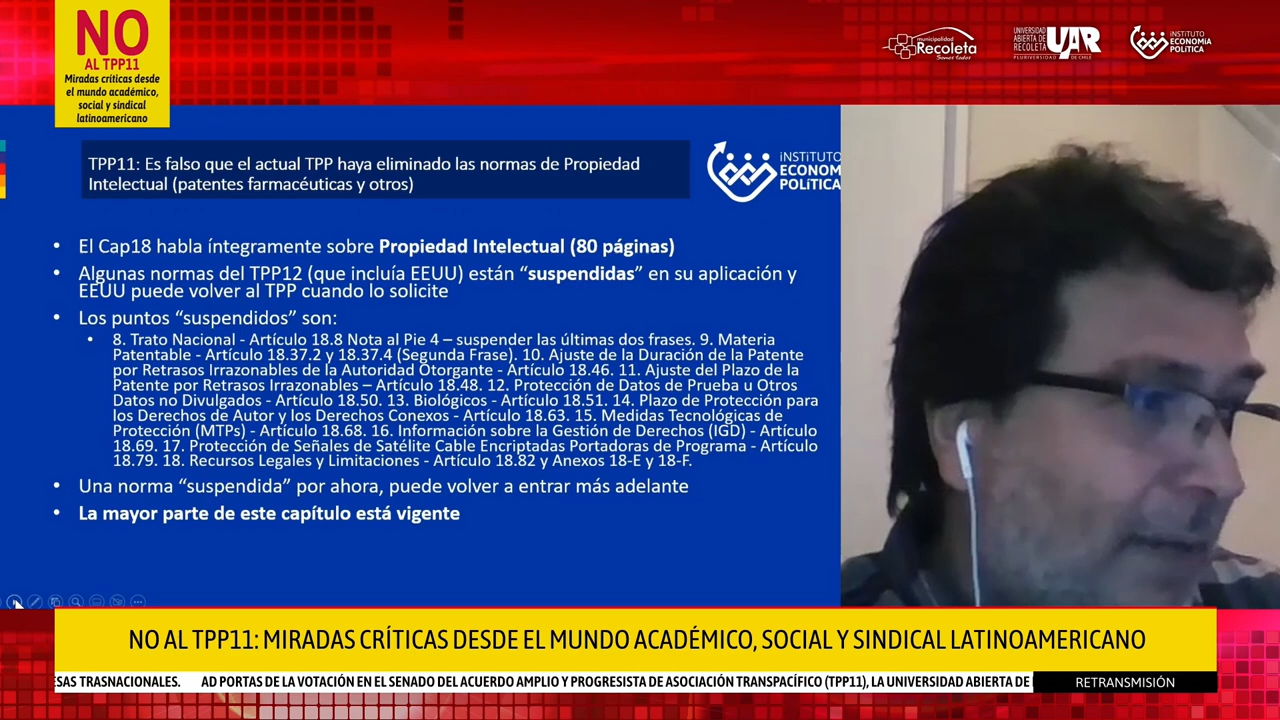 NO
AL TPP11
Miradas críticas desde
el mundo académico,
social y sindical
latinoamericano
municipalidad
Recoleta
Somos todos
UNIVERSIDAD
ABIERTA DE
RECOLETA
UAR
PLURIVERSIDAD DE CHILE
INSTITUTO
ECONOMÍA
POLÍTICA
TPP11: Es falso que el actual TPP haya eliminado las normas de Propiedad
Intelectual (patentes farmacéuticas y otros)
INSTITUTO
ECONOM
POLÍTICA
• El Cap18 habla íntegramente sobre Propiedad Intelectual (80 páginas)
• Algunas normas del TPP12 (que incluía EEUU) están “suspendidas” en su aplicación y
EEUU puede volver al TPP cuando lo solicite
• Los puntos “suspendidos” son:
• 8. Trato Nacional - Artículo 18.8 Nota al Pie 4 – suspender las últimas dos frases. 9. Materia
Patentable - Artículo 18.37.2 y 18.37.4 (Segunda Frase). 10. Ajuste de la Duración de la Patente
por Retrasos Irrazonables de la Autoridad Otorgante - Artículo 18.46. 11. Ajuste del Plazo de la
Patente por Retrasos Irrazonables – Artículo 18.48. 12. Protección de Datos de Prueba u Otros
Datos no Divulgados - Artículo 18.50. 13. Biológicos - Artículo 18.51. 14. Plazo de Protección para
los Derechos de Autor y los Derechos Conexos - Artículo 18.63. 15. Medidas Tecnológicas de
Protección (MTPs) - Artículo 18.68. 16. Información sobre la Gestión de Derechos (IGD) - Artículo
18.69. 17. Protección de Señales de Satélite Cable Encriptadas Portadoras de Programa - Artículo
18.79. 18. Recursos Legales y Limitaciones - Artículo 18.82 y Anexos 18-E y 18-F.
• Una norma “suspendida” por ahora, puede volver a entrar más adelante
• La mayor parte de este capítulo está vigente
NO AL TPP11: MIRADAS CRÍTICAS DESDE EL MUNDO ACADÉMICO, SOCIAL Y SINDICAL LATINOAMERICANO
ESAS TRASNACIONALES. AD PORTAS DE LA VOTACIÓN EN EL SENADO DEL ACUERDO AMPLIO Y PROGRESISTA DE ASOCIACIÓN TRANSPACÍFICO (TPP11), LA UNIVERSIDAD ABIERTA DE
RETRANSMISIÓN